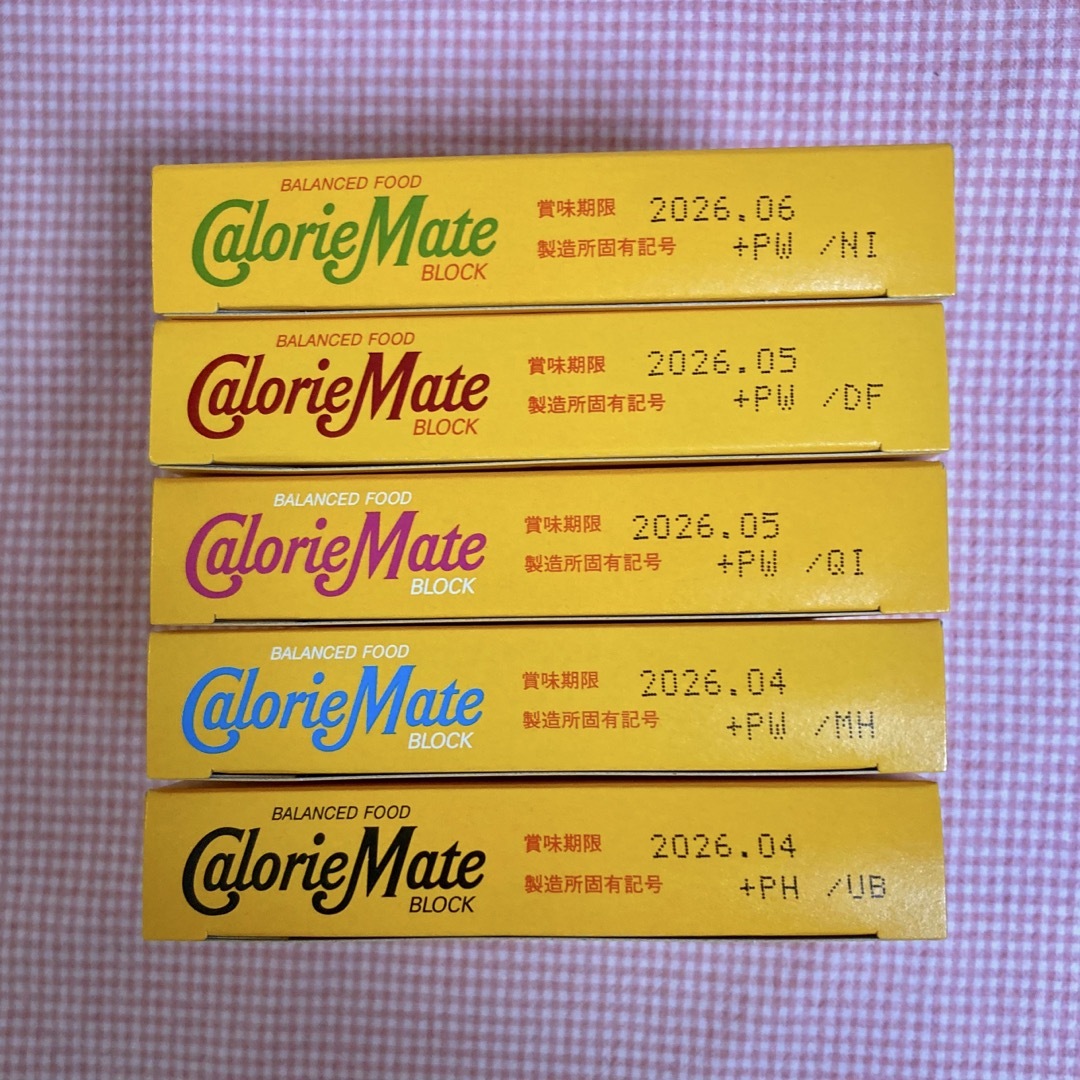 BALANCED FOOD
CalorieMate
BLOCK
賞味期限 2026.06
製造所固有記号 +PW /NI
BALANCED FOOD
CalorieMate
BLOCK
賞味期限 2026.05
製造所固有記号 +PW /DF
BALANCED FOOD
CalorieMate
BLOCK
賞味期限 2026.05
製造所固有記号 +PW /QI
BALANCED FOOD
CalorieMate
BLOCK
賞味期限 2026.04
製造所固有記号 +PW /MH
BALANCED FOOD
CalorieMate
BLOCK
賞味期限 2026.04
製造所固有記号 +PH /UB